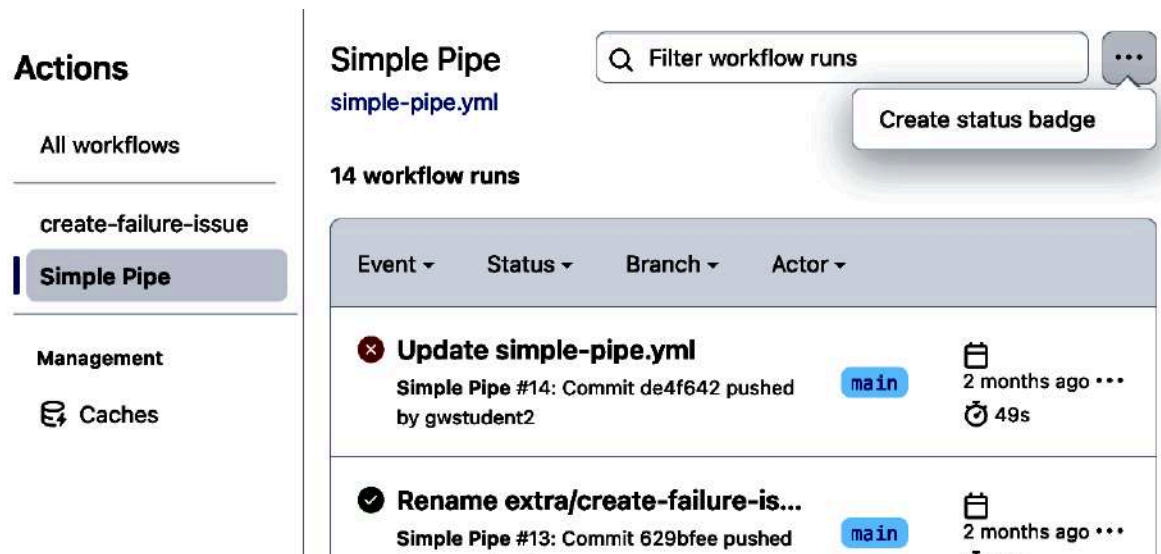 Actions
All workflows
create-failure-issue
Simple Pipe
Management
Caches
Simple Pipe
simple-pipe.yml
Filter workflow runs
...
Create status badge
14 workflow runs
Event Status Branch Actor
Update simple-pipe.yml
Simple Pipe #14: Commit de4f642 pushed
by gwstudent2
main
2 months ago ...
49s
Rename extra/create-failure-is...
Simple Pipe #13: Commit 629bfee pushed
main
2 months ago ...